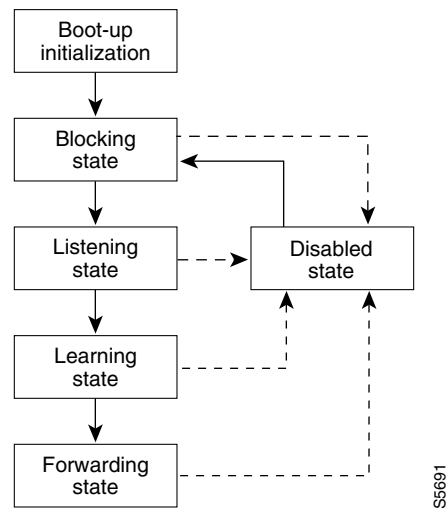 Boot-up
initialization
Blocking
state
Listening
state
Disabled
state
Learning
state
Forwarding
state
S5691